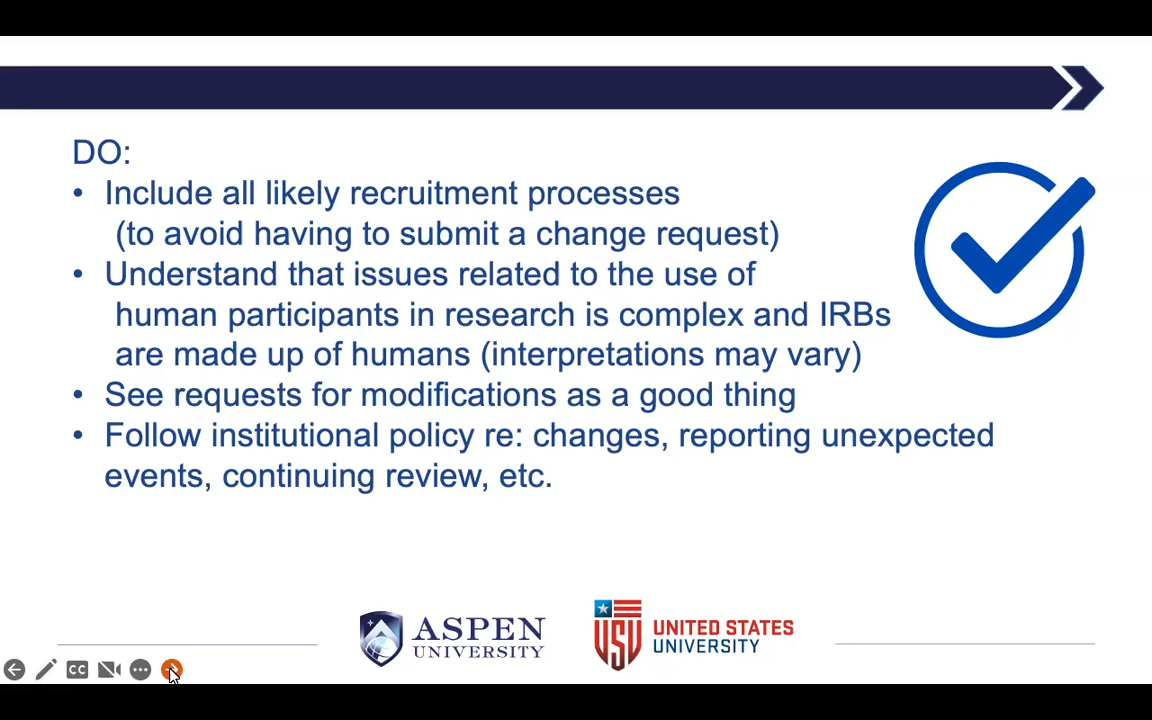 DO:
• Include all likely recruitment processes
(to avoid having to submit a change request)
• Understand that issues related to the use of
human participants in research is complex and IRBs
are made up of humans (interpretations may vary)
• See requests for modifications as a good thing
• Follow institutional policy re: changes, reporting unexpected
events, continuing review, etc.
ASPEN
UNIVERSITY
USU
UNITED STATES
UNIVERSITY
CC